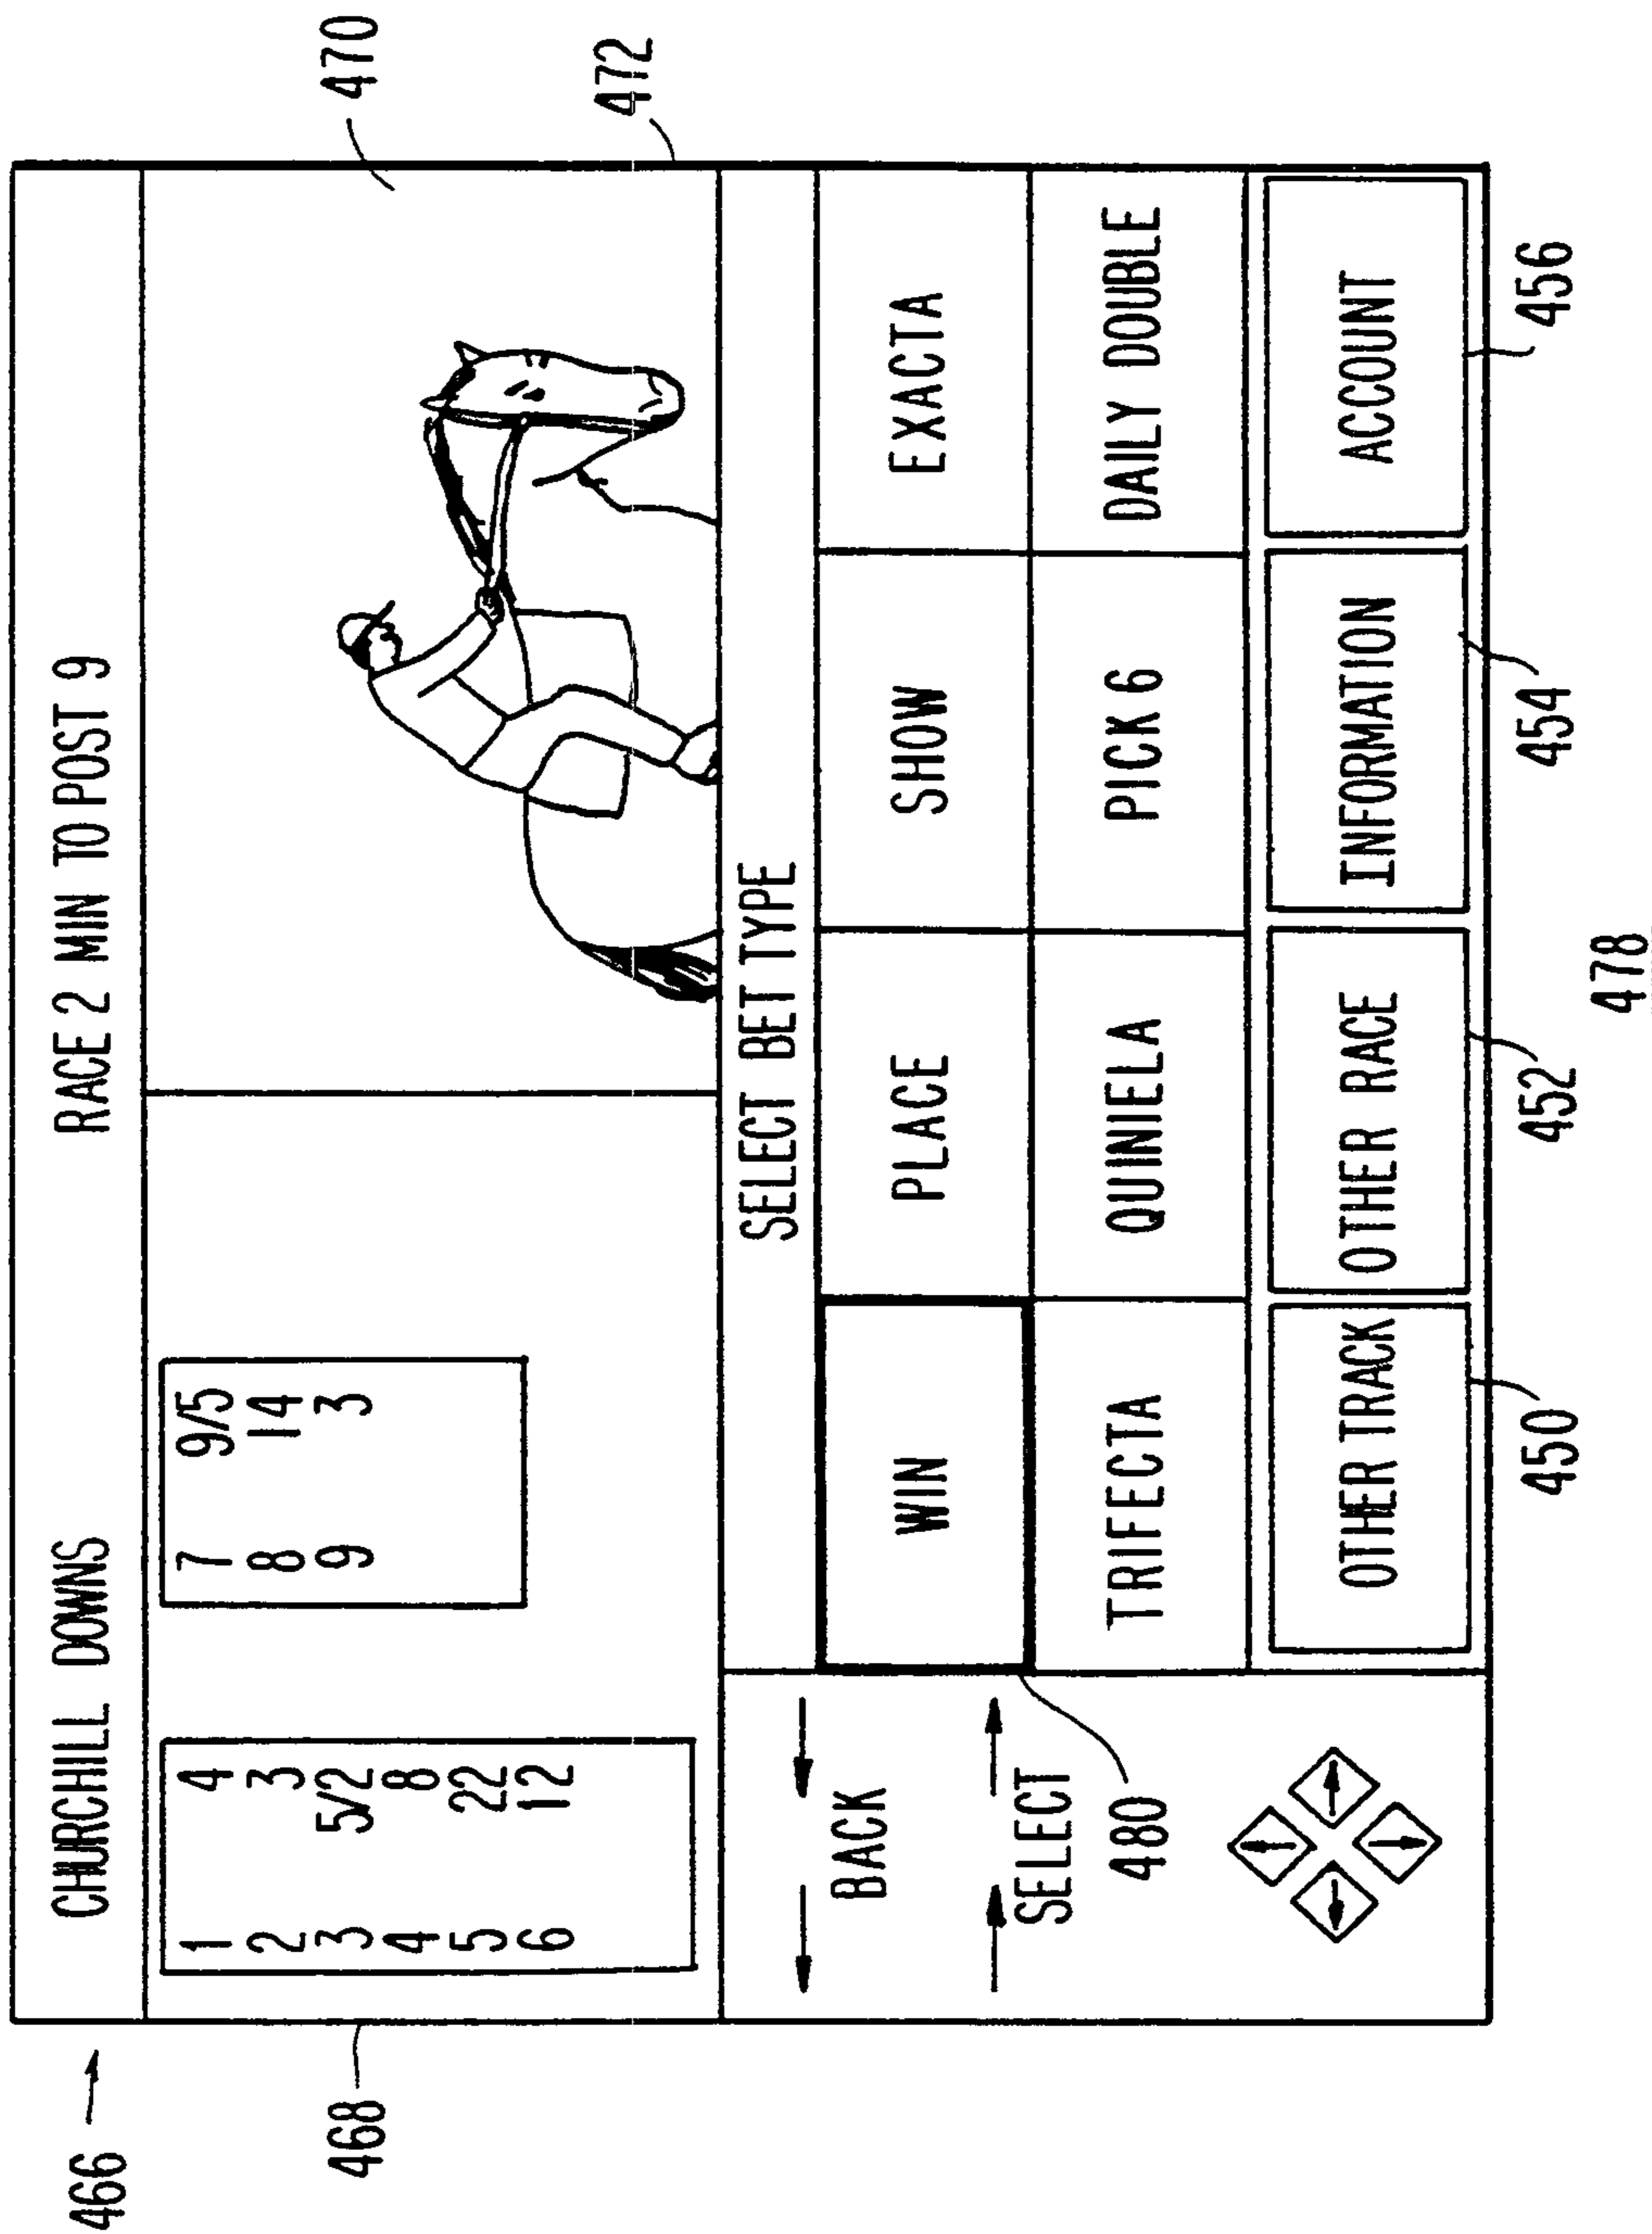 466
CHURCHILL DOWNS RACE 2 MIN TO POST 9
470
468
1 4
2 3
3 5/2
4 8
5 22
6 12
7 9/5
8 14
9 3
472
SELECT BET TYPE
BACK
SELECT
480
WIN PLACE SHOW EXACTA
TRIFECTA QUINIELA PICK 6 DAILY DOUBLE
OTHER TRACK OTHER RACE INFORMATION ACCOUNT
450 452 454 456
478